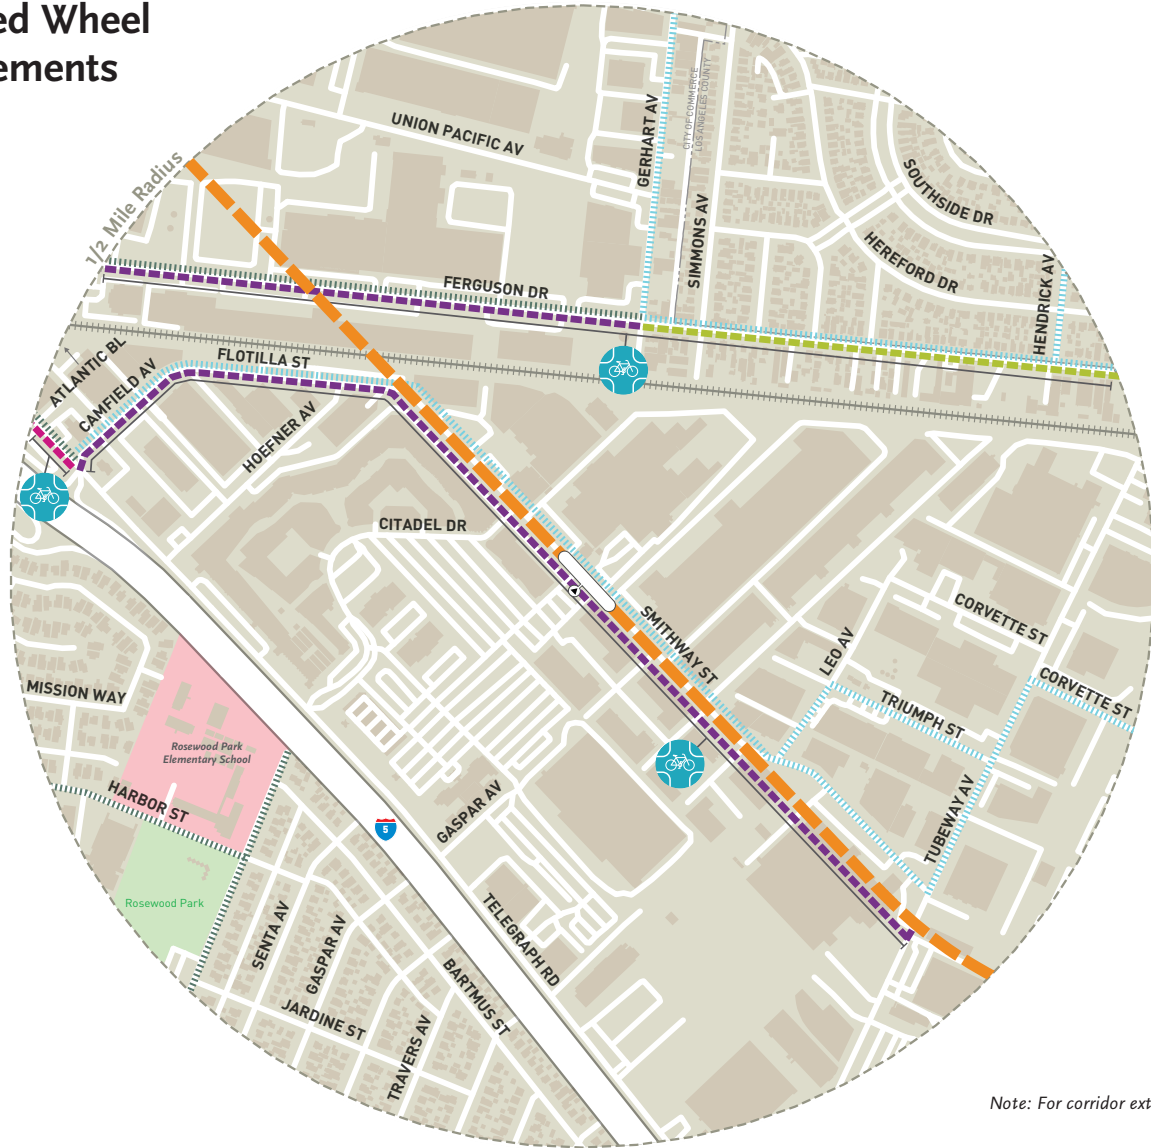 ed Wheel
ements
1/2 Mile Radius
UNION PACIFIC AV
GERHART AV
CITY OF COMMERCE
LOS ANGELES COUNTY
SIMMONS AV
SOUTHSIDE DR
HEREFORD DR
HENDRICK AV
FERGUSON DR
ATLANTIC BL
CAMFIELD AV
FLOTILLA ST
HOEFNER AV
CITADEL DR
SMITHWAY ST
LEO AV
CORVETTE ST
CORVETTE ST
TRIUMPH ST
TUBEWAY AV
MISSION WAY
Rosewood Park
Elementary School
HARBOR ST
5
GASPAR AV
Rosewood Park
SENTA AV
GASPAR AV
JARDINE ST
TRAVERS AV
BARTMUS ST
TELEGRAPH RD
Note: For corridor ext